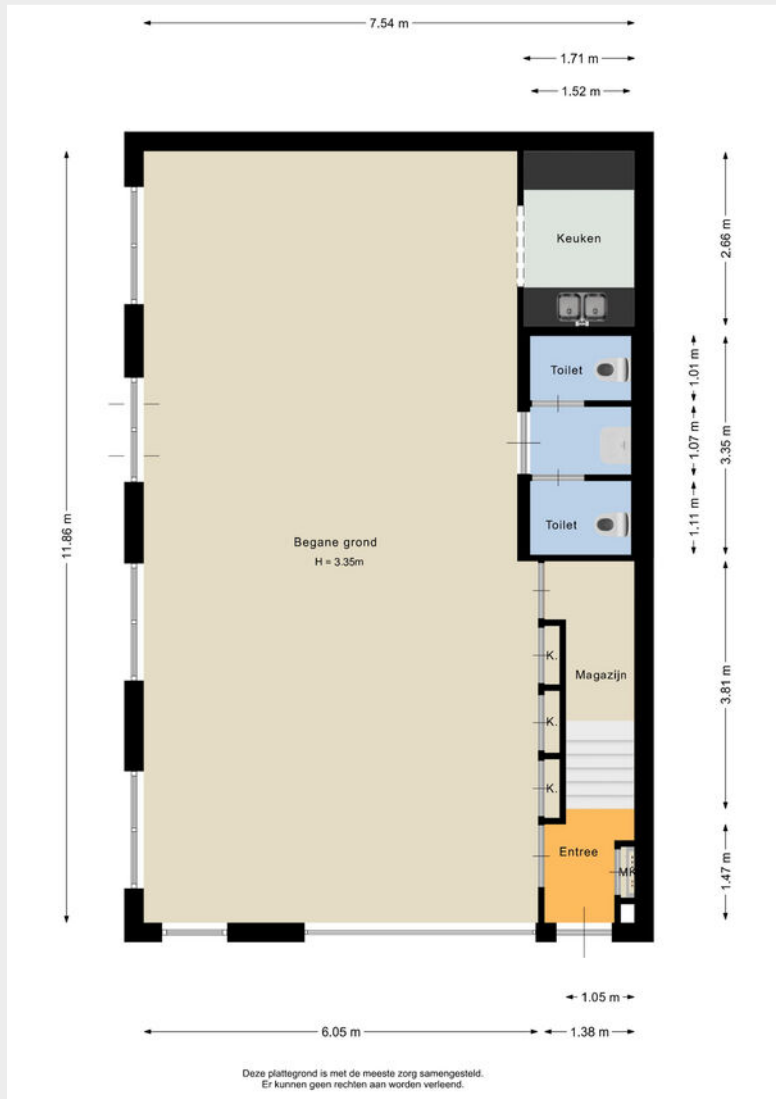 7.54 m
1.71 m
1.52 m
Keuken
2.66 m
Toilet
1.01 m
1.07 m
3.35 m
Toilet
1.11 m
11.86 m
Begane grond
H = 3.35m
K.
Magazijn
K.
3.81 m
K.
Entree
MK
1.47 m
1.05 m
6.05 m
1.38 m
Deze plattegrond is met de meeste zorg samengesteld.
Er kunnen geen rechten aan worden verleend.